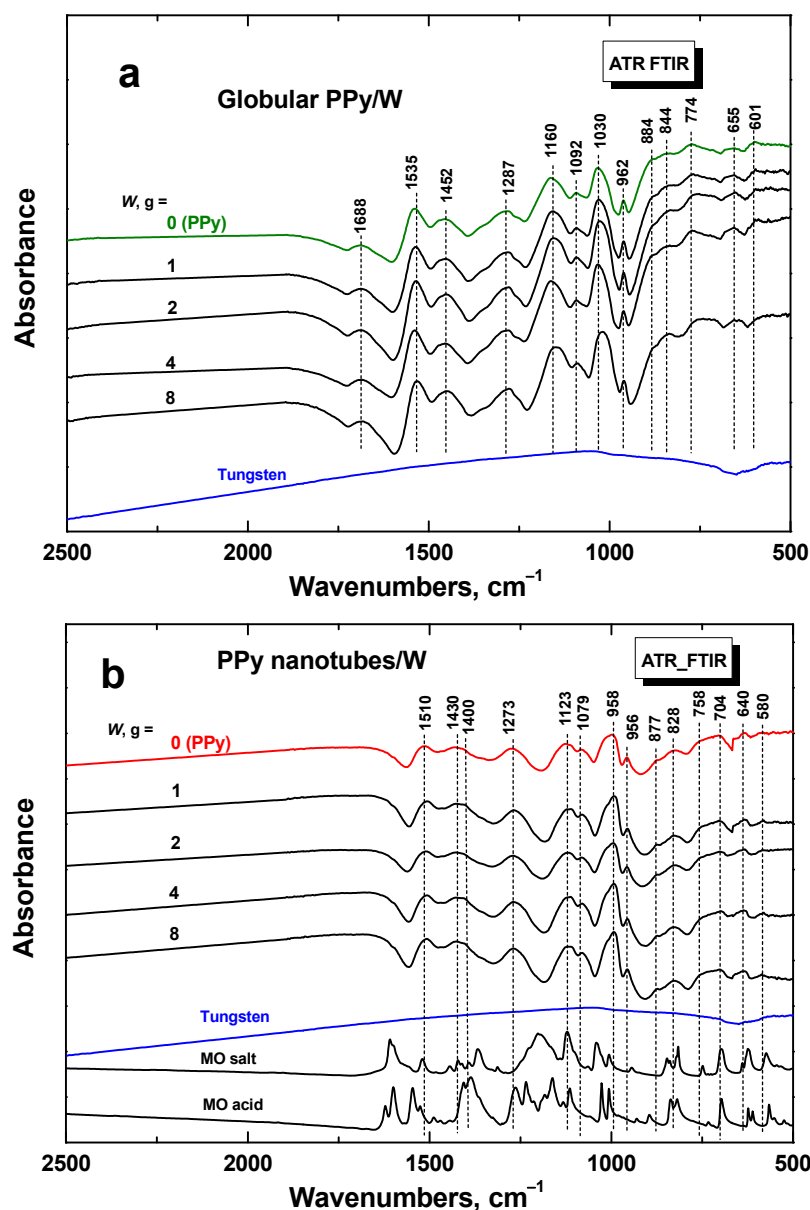 a
ATR FTIR
Globular PPy/W
1688
1535
1452
1287
1160
1092
1030
962
884
844
774
655
601
W, g =
0 (PPy)
1
2
4
8
Tungsten
Absorbance
2500 2000 1500 1000 500
Wavenumbers, cm⁻¹
b
PPy nanotubes/W
ATR_FTIR
1510
1430
1400
1273
1123
1079
958
956
877
828
758
704
640
580
W, g =
0 (PPy)
1
2
4
8
Tungsten
MO salt
MO acid
Absorbance
2500 2000 1500 1000 500
Wavenumbers, cm⁻¹